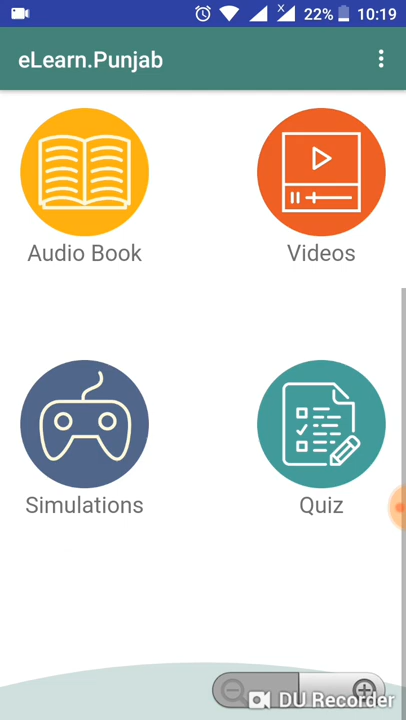 22% 10:19
eLearn.Punjab
Audio Book Videos
Simulations Quiz
DU Recorder